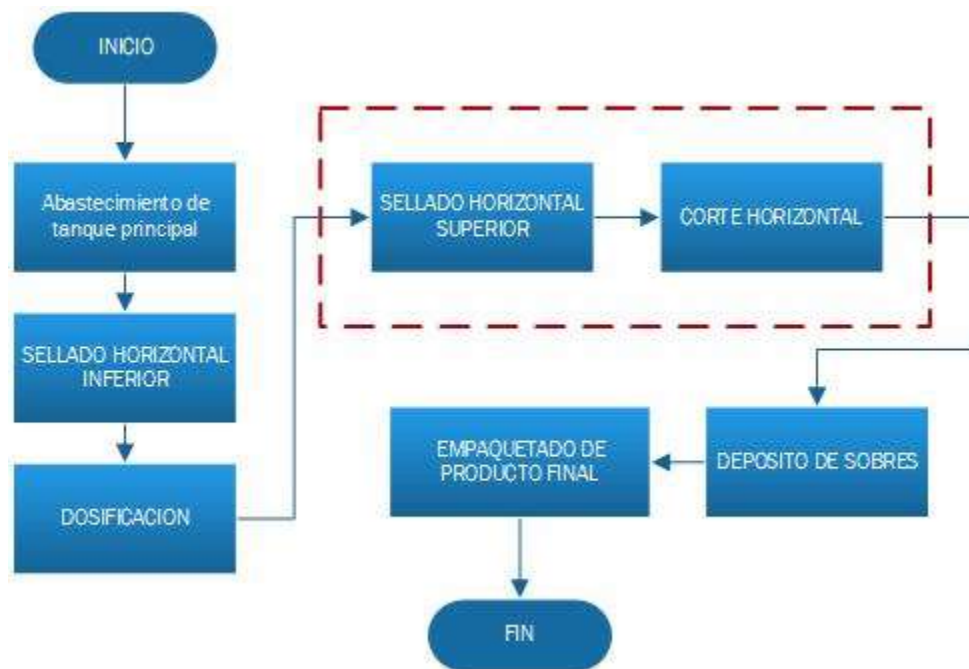 INICIO
Abastecimiento de
tanque principal
SELLADO HORIZONTAL
INFERIOR
DOSIFICACION
SELLADO HORIZONTAL
SUPERIOR
CORTE HORIZONTAL
DEPOSITO DE SOBRES
EMPAQUETADO DE
PRODUCTO FINAL
FIN